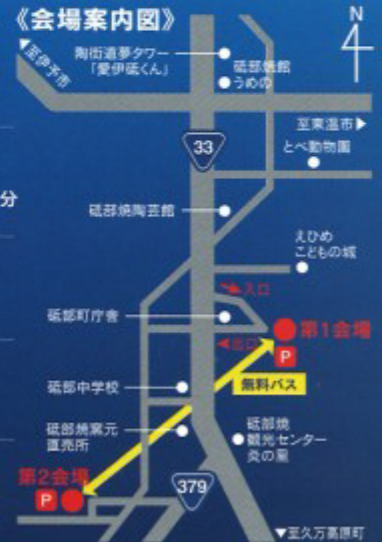 《会場案内図》
N
◀至伊予市
陶街道夢タワー
「愛伊砥くん」
砥部焼館
うめの
至東温市▶
33
とべ動物園
分
砥部焼陶芸館
えひめ
こどもの城
入口
砥部町庁舎
第1会場
◀出口
P
無料バス
砥部中学校
砥部焼窯元
直売所
砥部焼
観光センター
炎の里
第2会場
P
379
▼至久万高原町